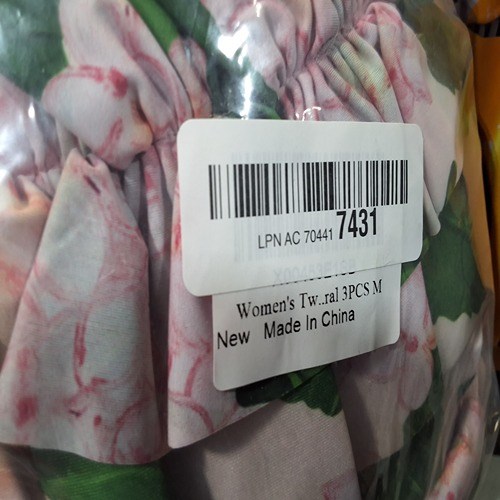 LPN AC 70441 7431
Women's Tw..ral 3PCS M
New Made In China